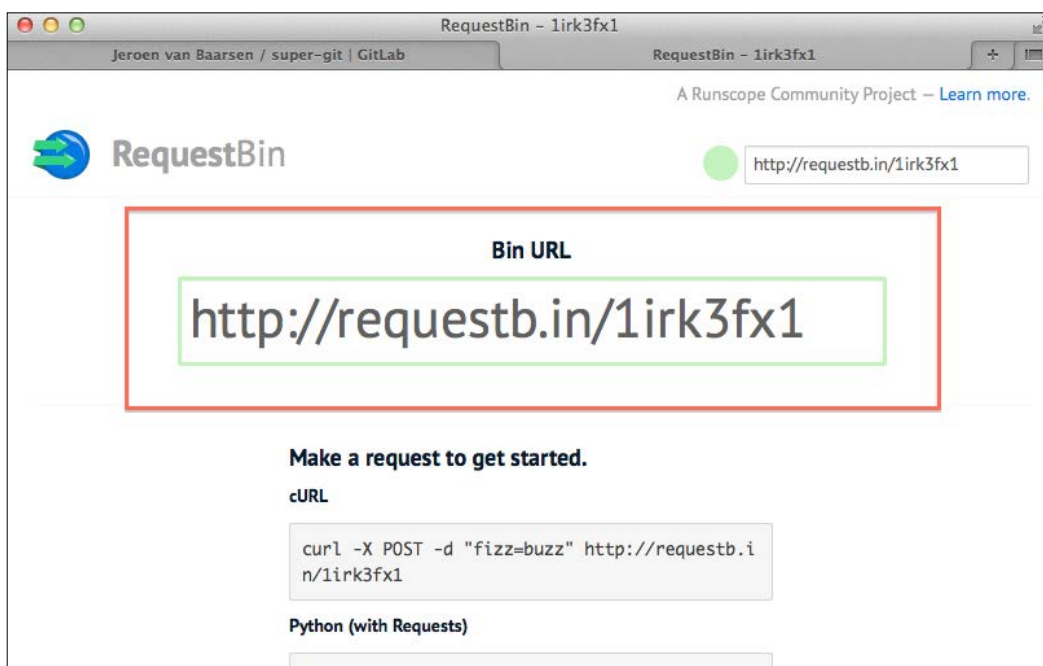 RequestBin – 1irk3fx1
Jeroen van Baarsen / super-git | GitLab
RequestBin – 1irk3fx1
A Runscope Community Project — Learn more.
RequestBin
http://requestb.in/1irk3fx1
Bin URL
http://requestb.in/1irk3fx1
Make a request to get started.
cURL
curl -X POST -d "fizz=buzz" http://requestb.i
n/1irk3fx1
Python (with Requests)